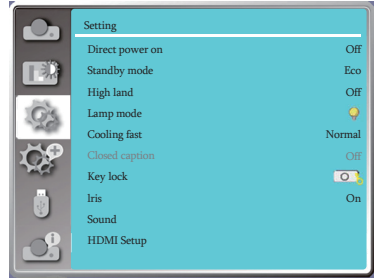 Setting
Direct power on Off
Standby mode Eco
High land Off
Lamp mode
Cooling fast Normal
Closed caption Off
Key lock
Iris On
Sound
HDMI Setup